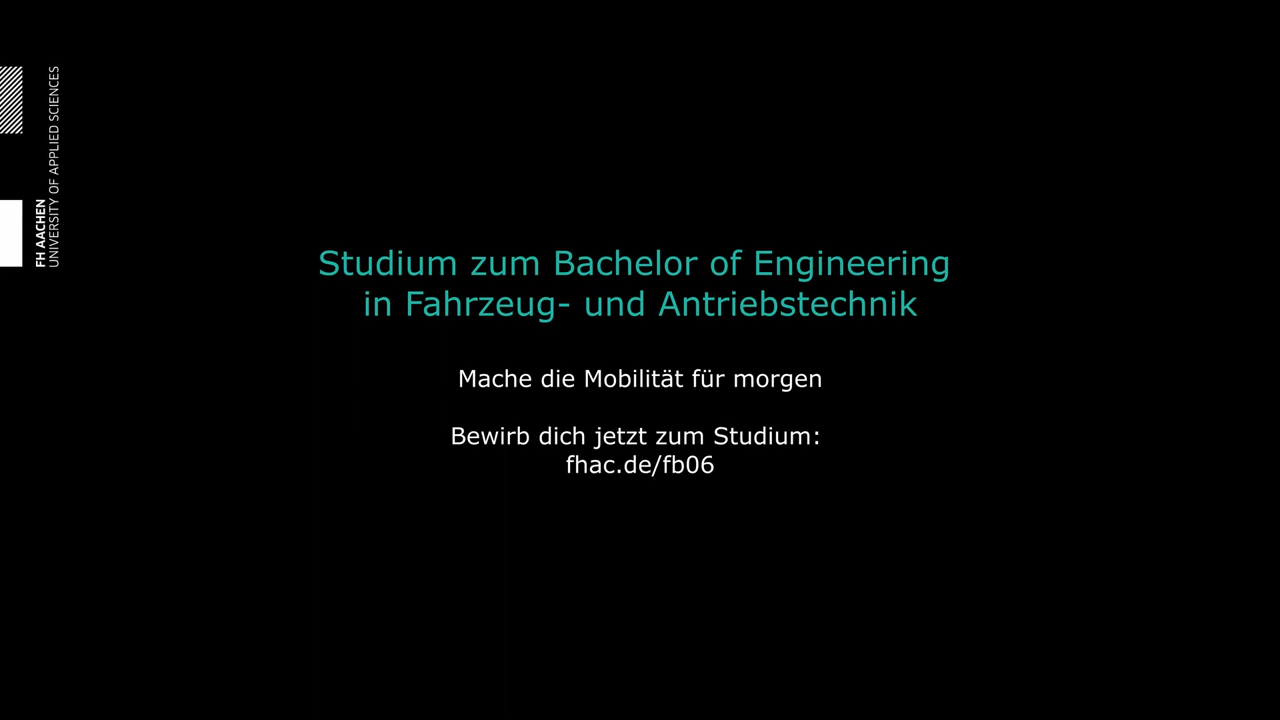 FH AACHEN
UNIVERSITY OF APPLIED SCIENCES
Studium zum Bachelor of Engineering
in Fahrzeug- und Antriebstechnik
Mache die Mobilität für morgen
Bewirb dich jetzt zum Studium:
fhac.de/fb06